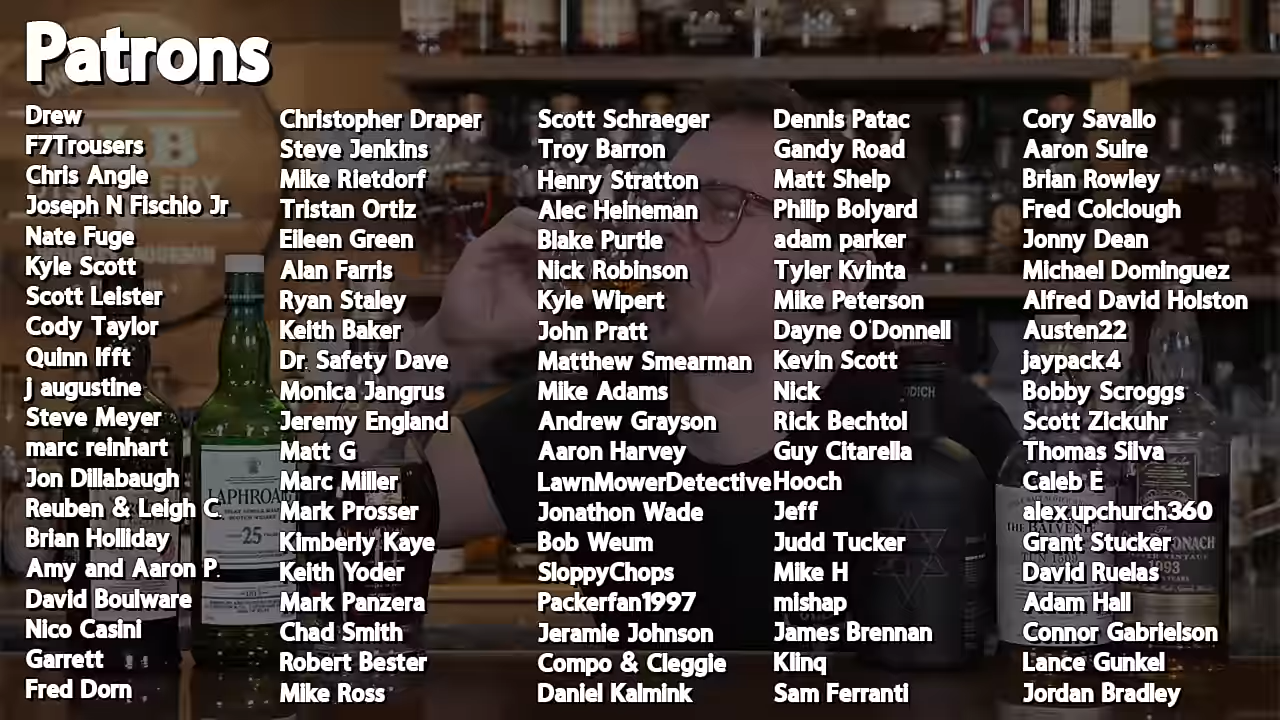 Patrons
Drew
F7Trousers
Chris Angle
Joseph N Fischio Jr
Nate Fuge
Kyle Scott
Scott Leister
Cody Taylor
Quinn Ifft
j augustine
Steve Meyer
marc reinhart
Jon Dillabaugh
Reuben & Leigh C.
Brian Holliday
Amy and Aaron P.
David Boulware
Nico Casini
Garrett
Fred Dorn
Christopher Draper
Steve Jenkins
Mike Rietdorf
Tristan Ortiz
Eileen Green
Alan Farris
Ryan Staley
Keith Baker
Dr. Safety Dave
Monica Jangrus
Jeremy England
Matt G
Marc Miller
Mark Prosser
Kimberly Kaye
Keith Yoder
Mark Panzera
Chad Smith
Robert Bester
Mike Ross
Scott Schraeger
Troy Barron
Henry Stratton
Alec Heineman
Blake Purtle
Nick Robinson
Kyle Wipert
John Pratt
Matthew Smearman
Mike Adams
Andrew Grayson
Aaron Harvey
LawnMowerDetective
Jonathon Wade
Bob Weum
SloppyChops
Packerfan1997
Jeramie Johnson
Compo & Cleggie
Daniel Kalmink
Dennis Patac
Gandy Road
Matt Shelp
Philip Bolyard
adam parker
Tyler Kvinta
Mike Peterson
Dayne O'Donnell
Kevin Scott
Nick
Rick Bechtol
Guy Citarella
Hooch
Jeff
Judd Tucker
Mike H
mishap
James Brennan
Klinq
Sam Ferranti
Cory Savallo
Aaron Suire
Brian Rowley
Fred Colclough
Jonny Dean
Michael Dominguez
Alfred David Holston
Austen22
jaypack4
Bobby Scroggs
Scott Zickuhr
Thomas Silva
Caleb E
alex.upchurch360
Grant Stucker
David Ruelas
Adam Hall
Connor Gabrielson
Lance Gunkel
Jordan Bradley
LAPHROAI
25
THE BALVENIE
1993